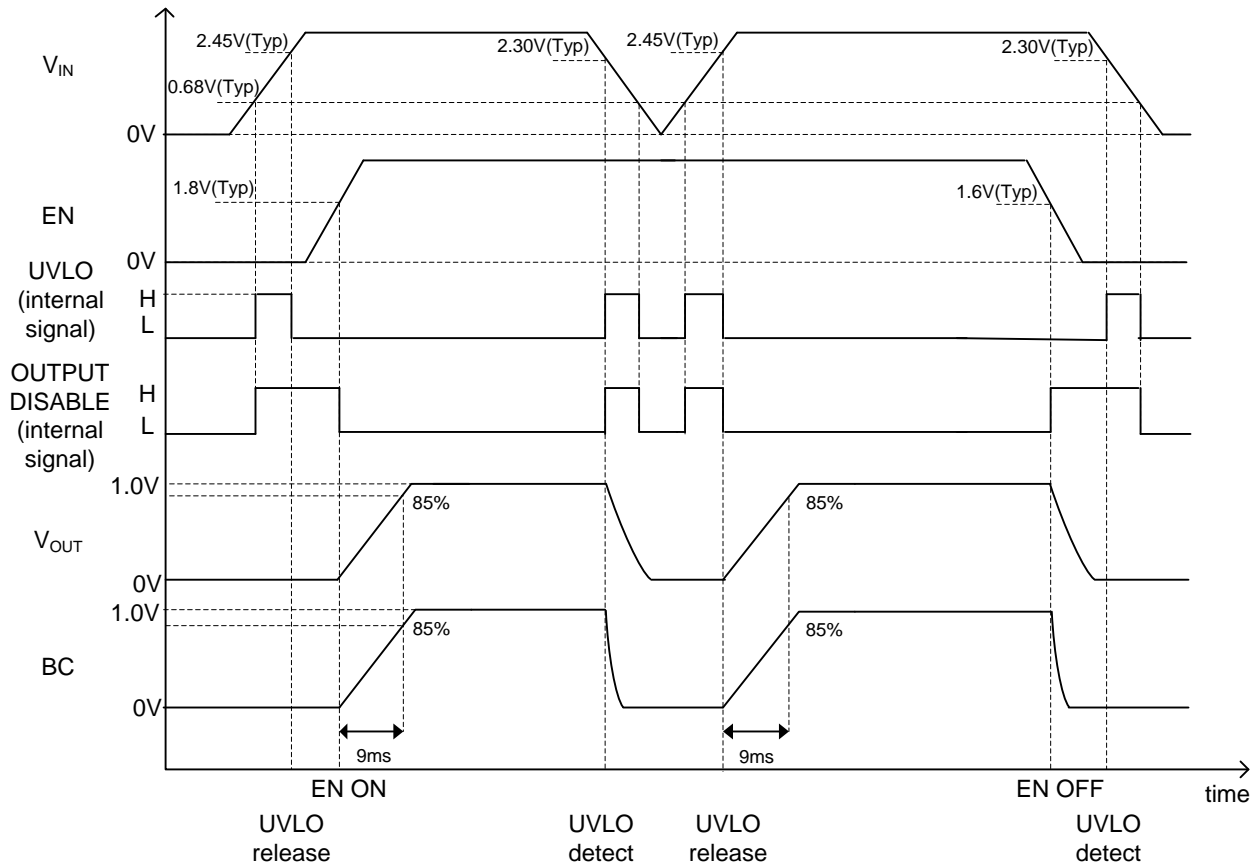 2.45V(Typ)
2.30V(Typ)
2.45V(Typ)
2.30V(Typ)
VIN
0.68V(Typ)
0V
1.8V(Typ)
1.6V(Typ)
EN
0V
UVLO
(internal
signal)
H
L
OUTPUT
DISABLE
(internal
signal)
H
L
1.0V
85%
85%
VOUT
0V
1.0V
85%
85%
BC
0V
9ms
9ms
EN ON
EN OFF
time
UVLO
release
UVLO
detect
UVLO
release
UVLO
detect